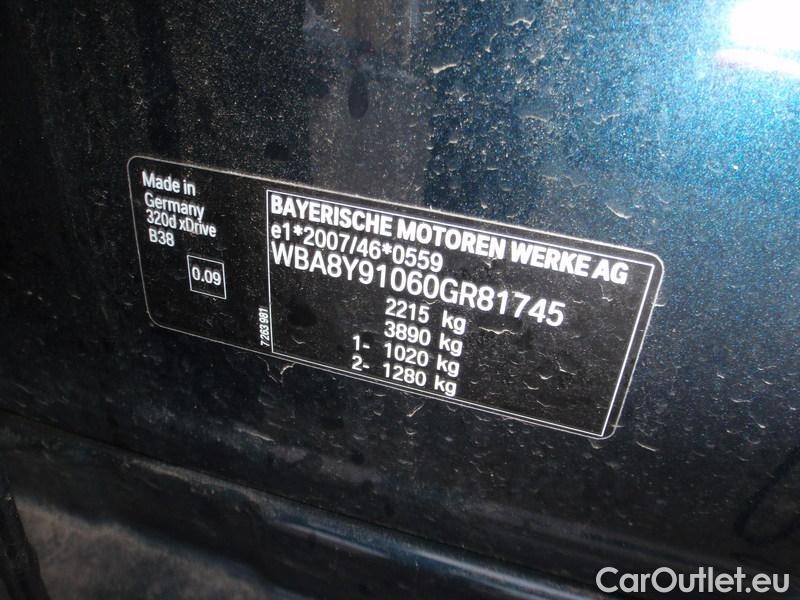 Made in
Germany
320d xDrive
B38
0.09
7 263 981
BAYERISCHE MOTOREN WERKE AG
e1*2007/46*0559
WBA8Y91060GR81745
2215 kg
3890 kg
1- 1020 kg
2- 1280 kg
CarOutlet.eu